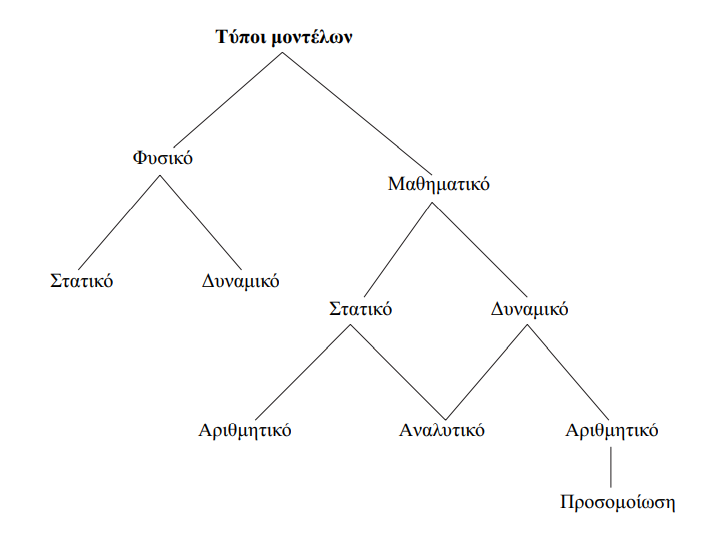 Τύποι μοντέλων
Φυσικό
Μαθηματικό
Στατικό
Δυναμικό
Στατικό
Δυναμικό
Αριθμητικό
Αναλυτικό
Αριθμητικό
Προσομοίωση